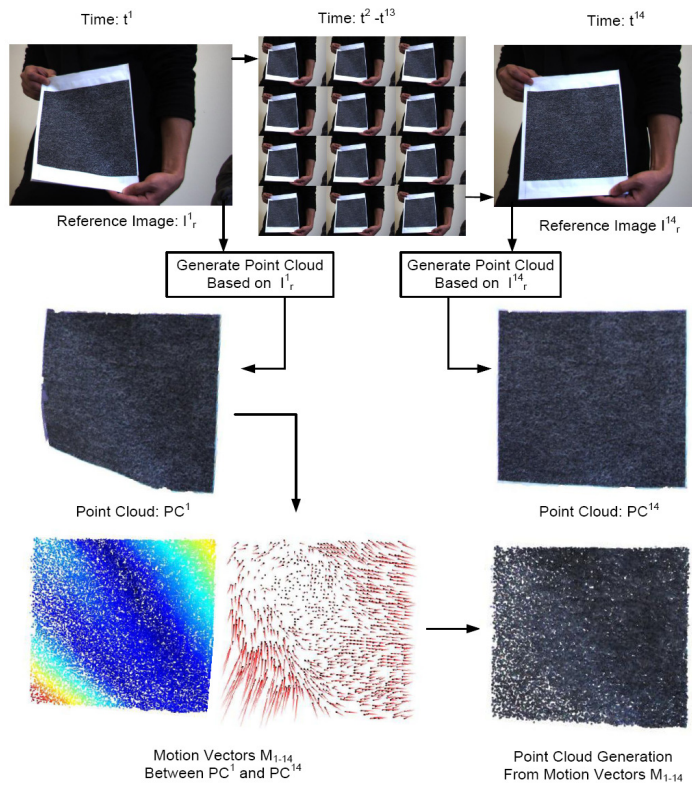 Time: t¹
Time: t² -t¹³
Time: t¹⁴
Reference Image: I¹ᵣ
Reference Image I¹⁴ᵣ
Generate Point Cloud
Based on I¹ᵣ
Generate Point Cloud
Based on I¹⁴ᵣ
Point Cloud: PC¹
Point Cloud: PC¹⁴
Motion Vectors M₁₋₁₄
Between PC¹ and PC¹⁴
Point Cloud Generation
From Motion Vectors M₁₋₁₄